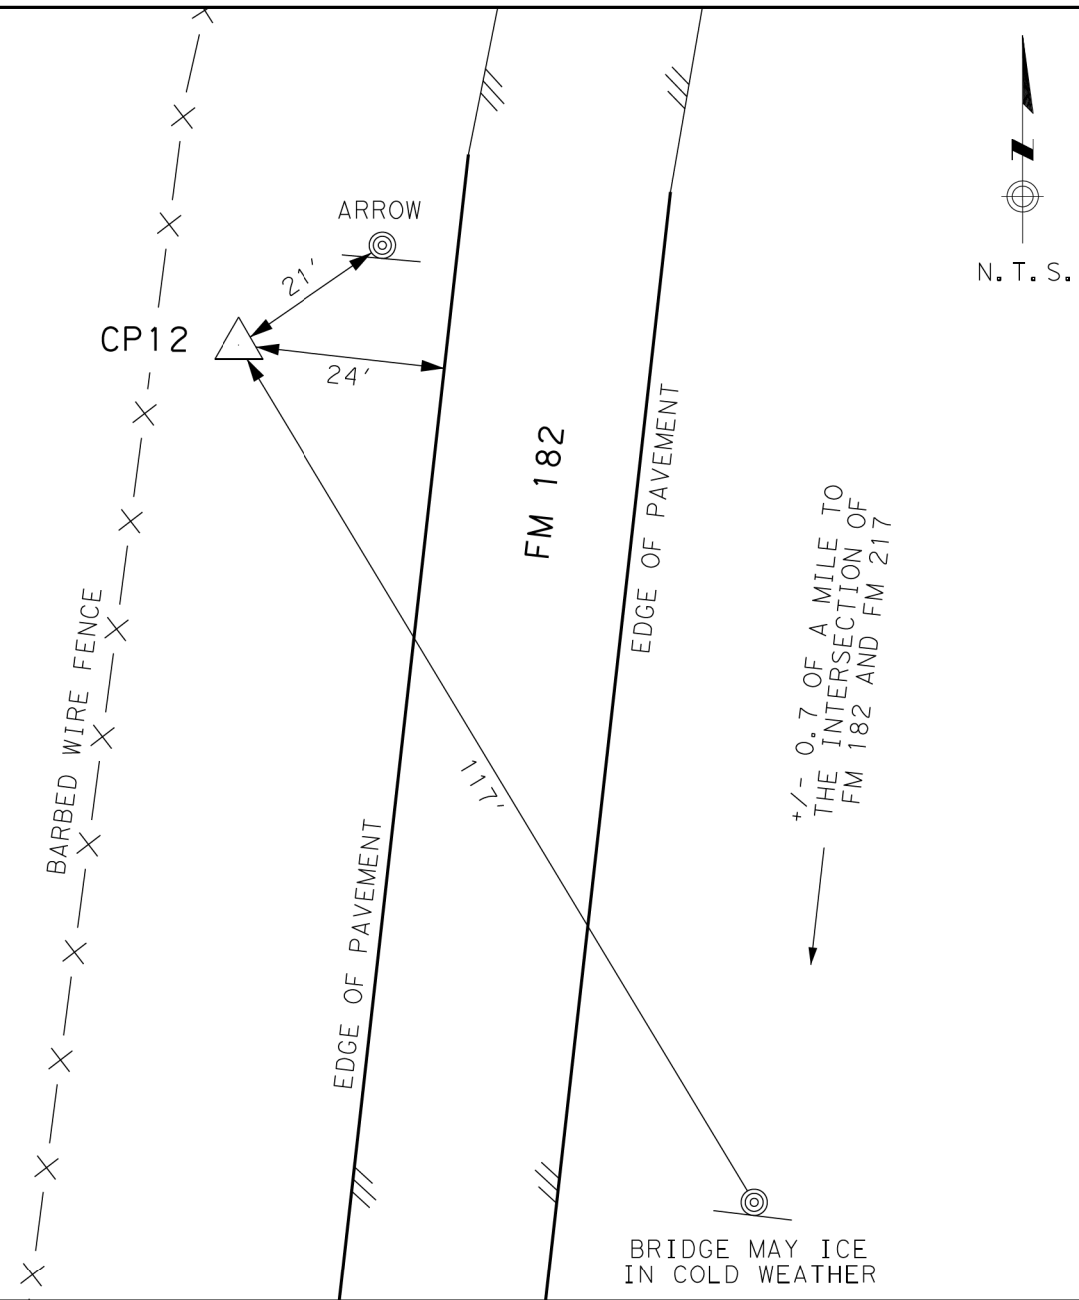 ARROW
21'
CP12
24'
N.T.S.
FM 182
EDGE OF PAVEMENT
+/- 0.7 OF A MILE TO
THE INTERSECTION OF
FM 182 AND FM 217
BARBED WIRE FENCE
117'
EDGE OF PAVEMENT
BRIDGE MAY ICE
IN COLD WEATHER